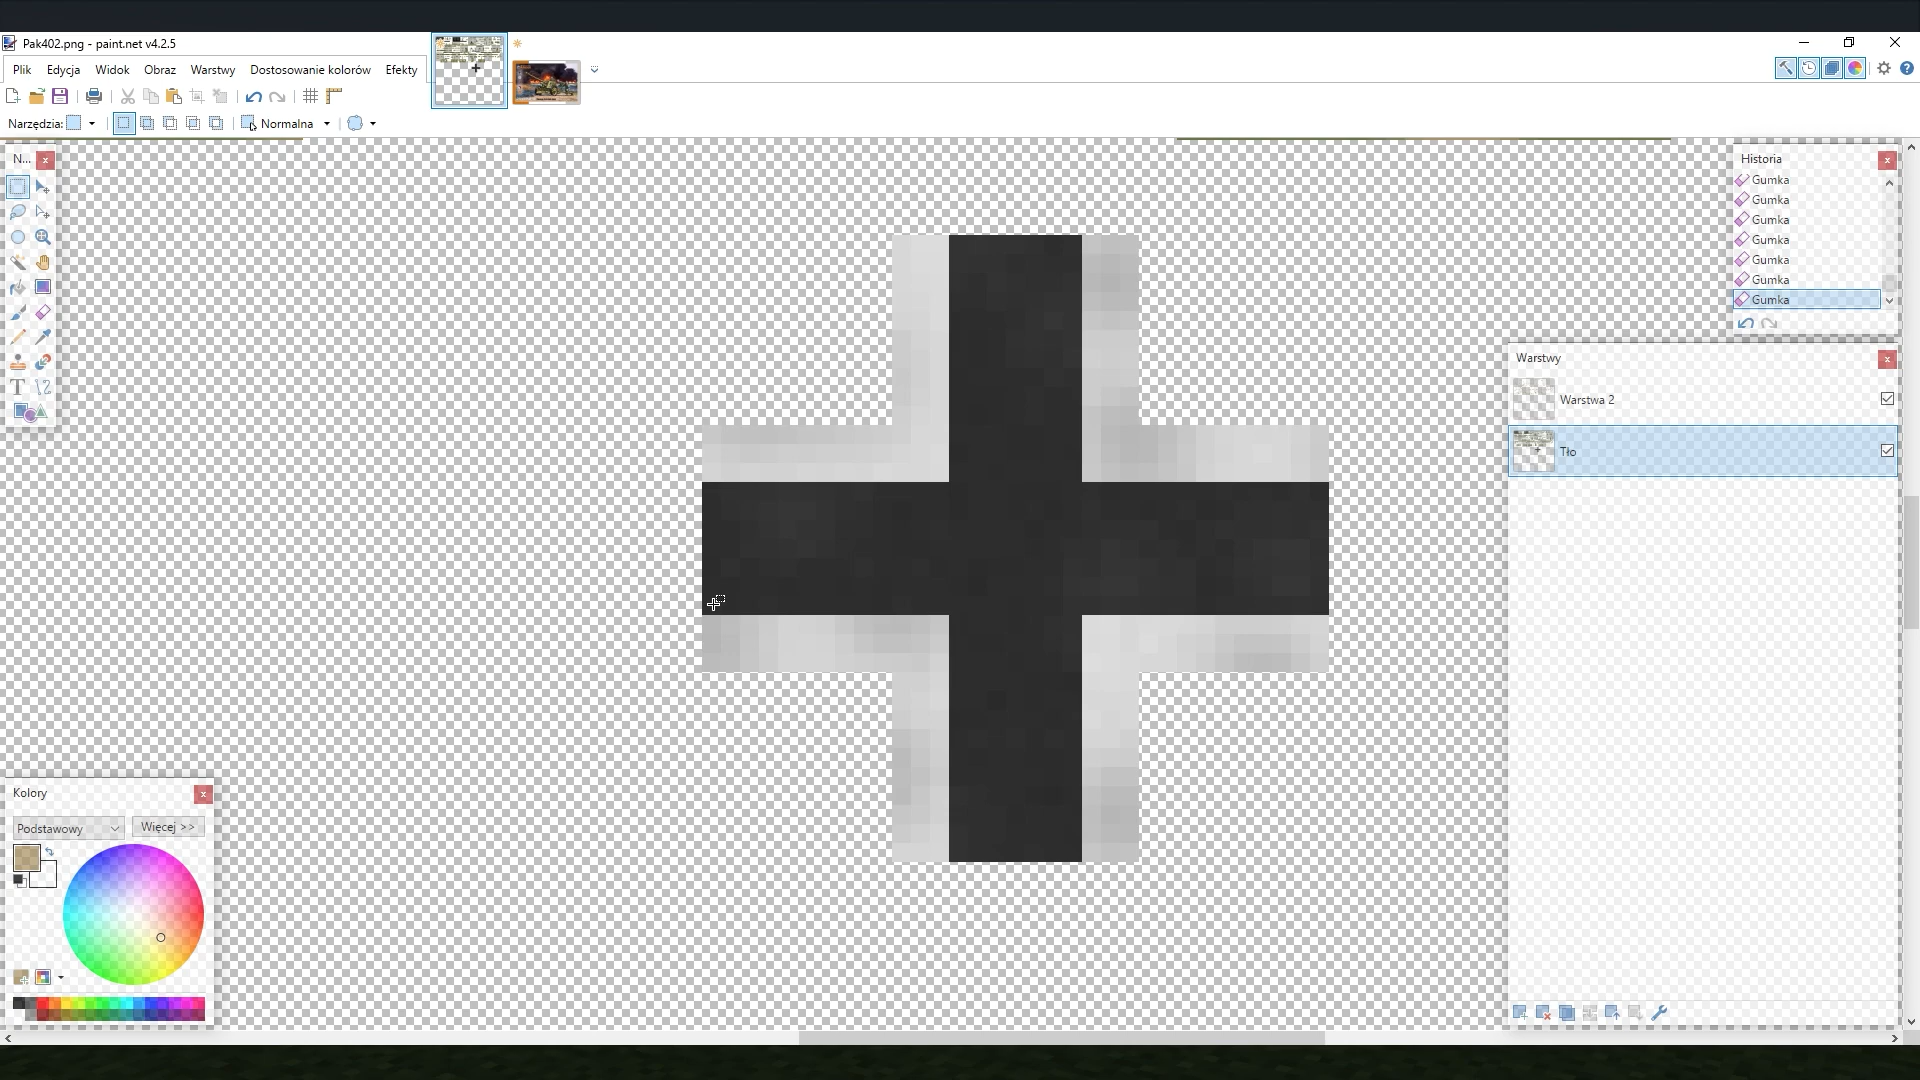 Pak402.png - paint.net v4.2.5
Plik Edycja Widok Obraz Warstwy Dostosowanie kolorów Efekty
Narzędzia: Normalna
N...
Historia
Gumka
Gumka
Gumka
Gumka
Gumka
Gumka
Gumka
Warstwy
Warstwa 2
Tło
Kolory
Podstawowy Więcej >>